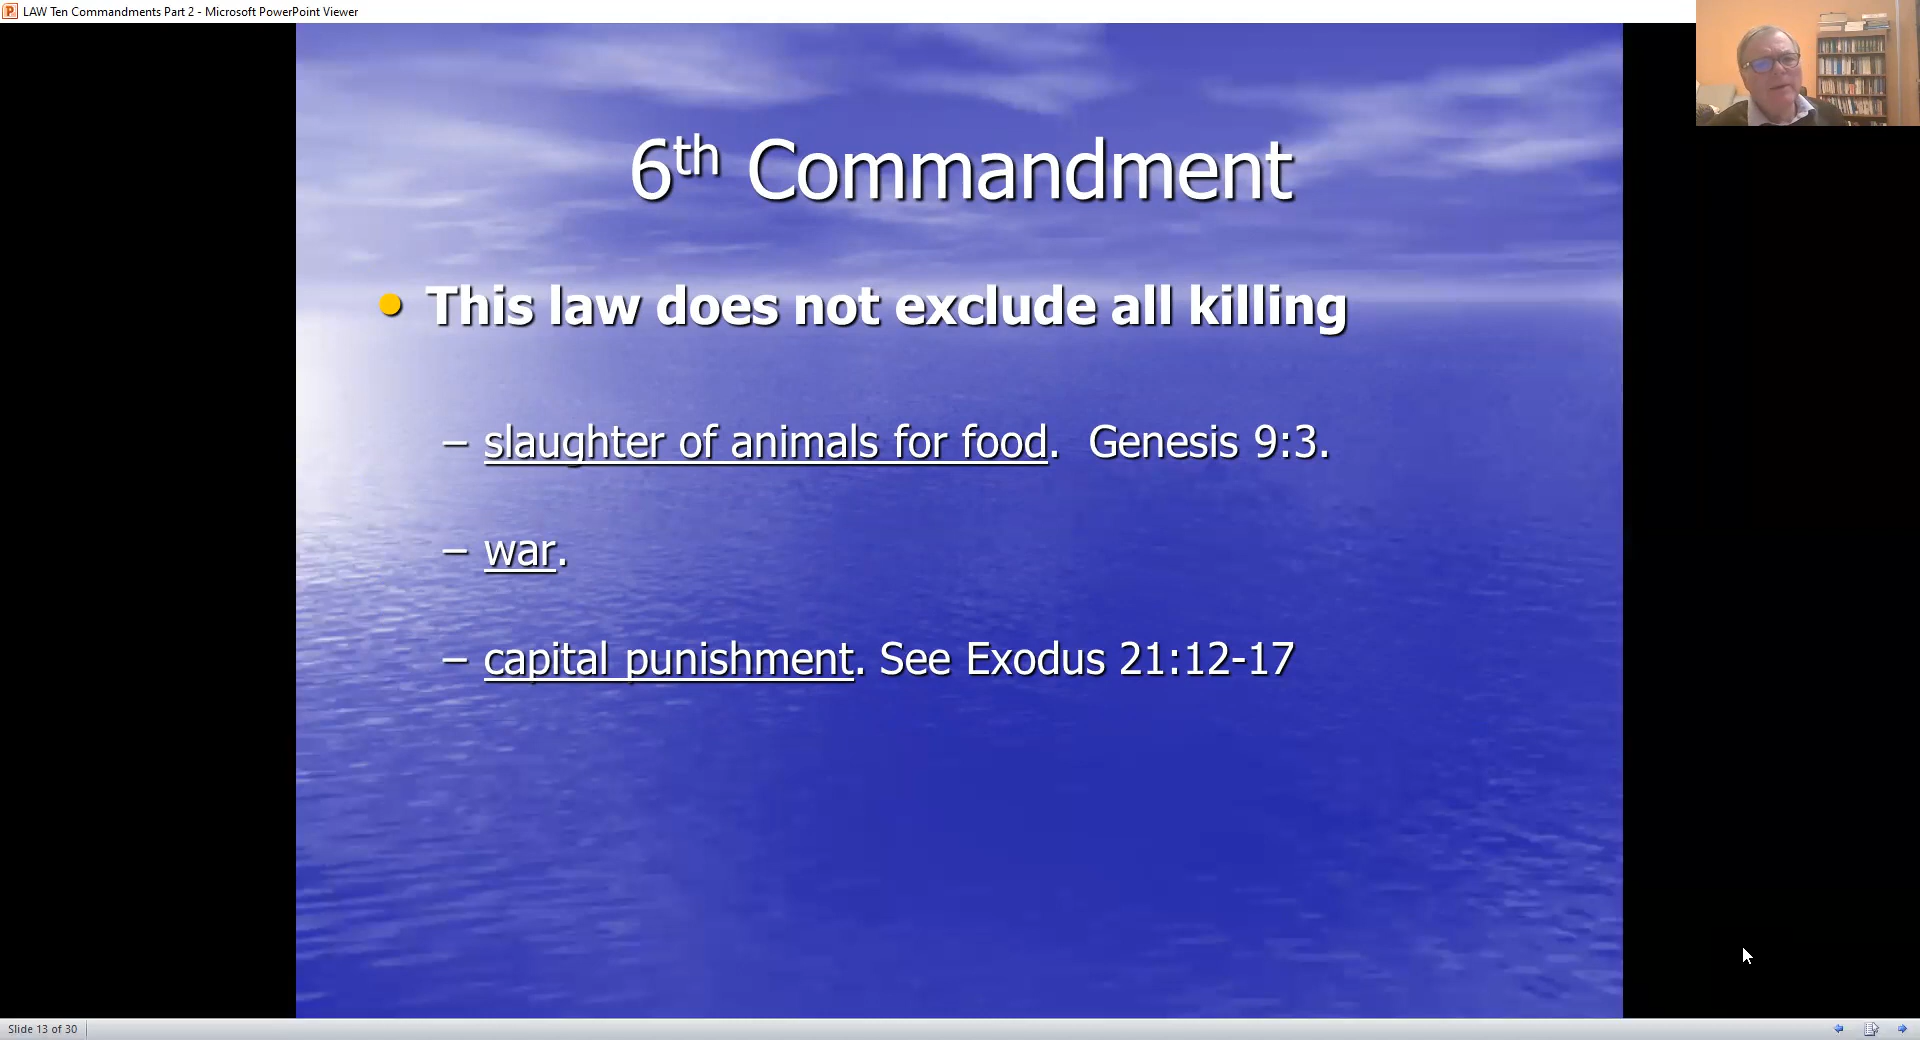 LAW Ten Commandments Part 2 - Microsoft PowerPoint Viewer
6th Commandment
• This law does not exclude all killing
– slaughter of animals for food.  Genesis 9:3.
– war.
– capital punishment. See Exodus 21:12-17
Slide 13 of 30